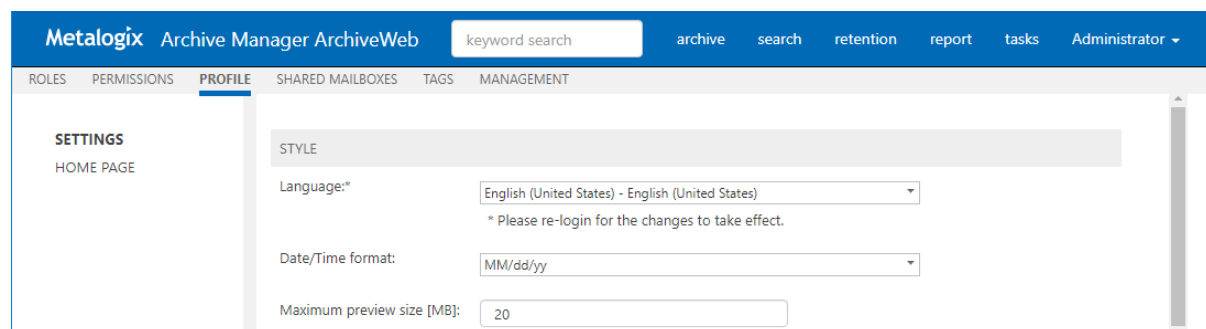 Metalogix Archive Manager ArchiveWeb keyword search archive search retention report tasks Administrator
ROLES PERMISSIONS PROFILE SHARED MAILBOXES TAGS MANAGEMENT
SETTINGS
HOME PAGE
STYLE
Language:* English (United States) - English (United States)
* Please re-login for the changes to take effect.
Date/Time format: MM/dd/yy
Maximum preview size [MB]: 20